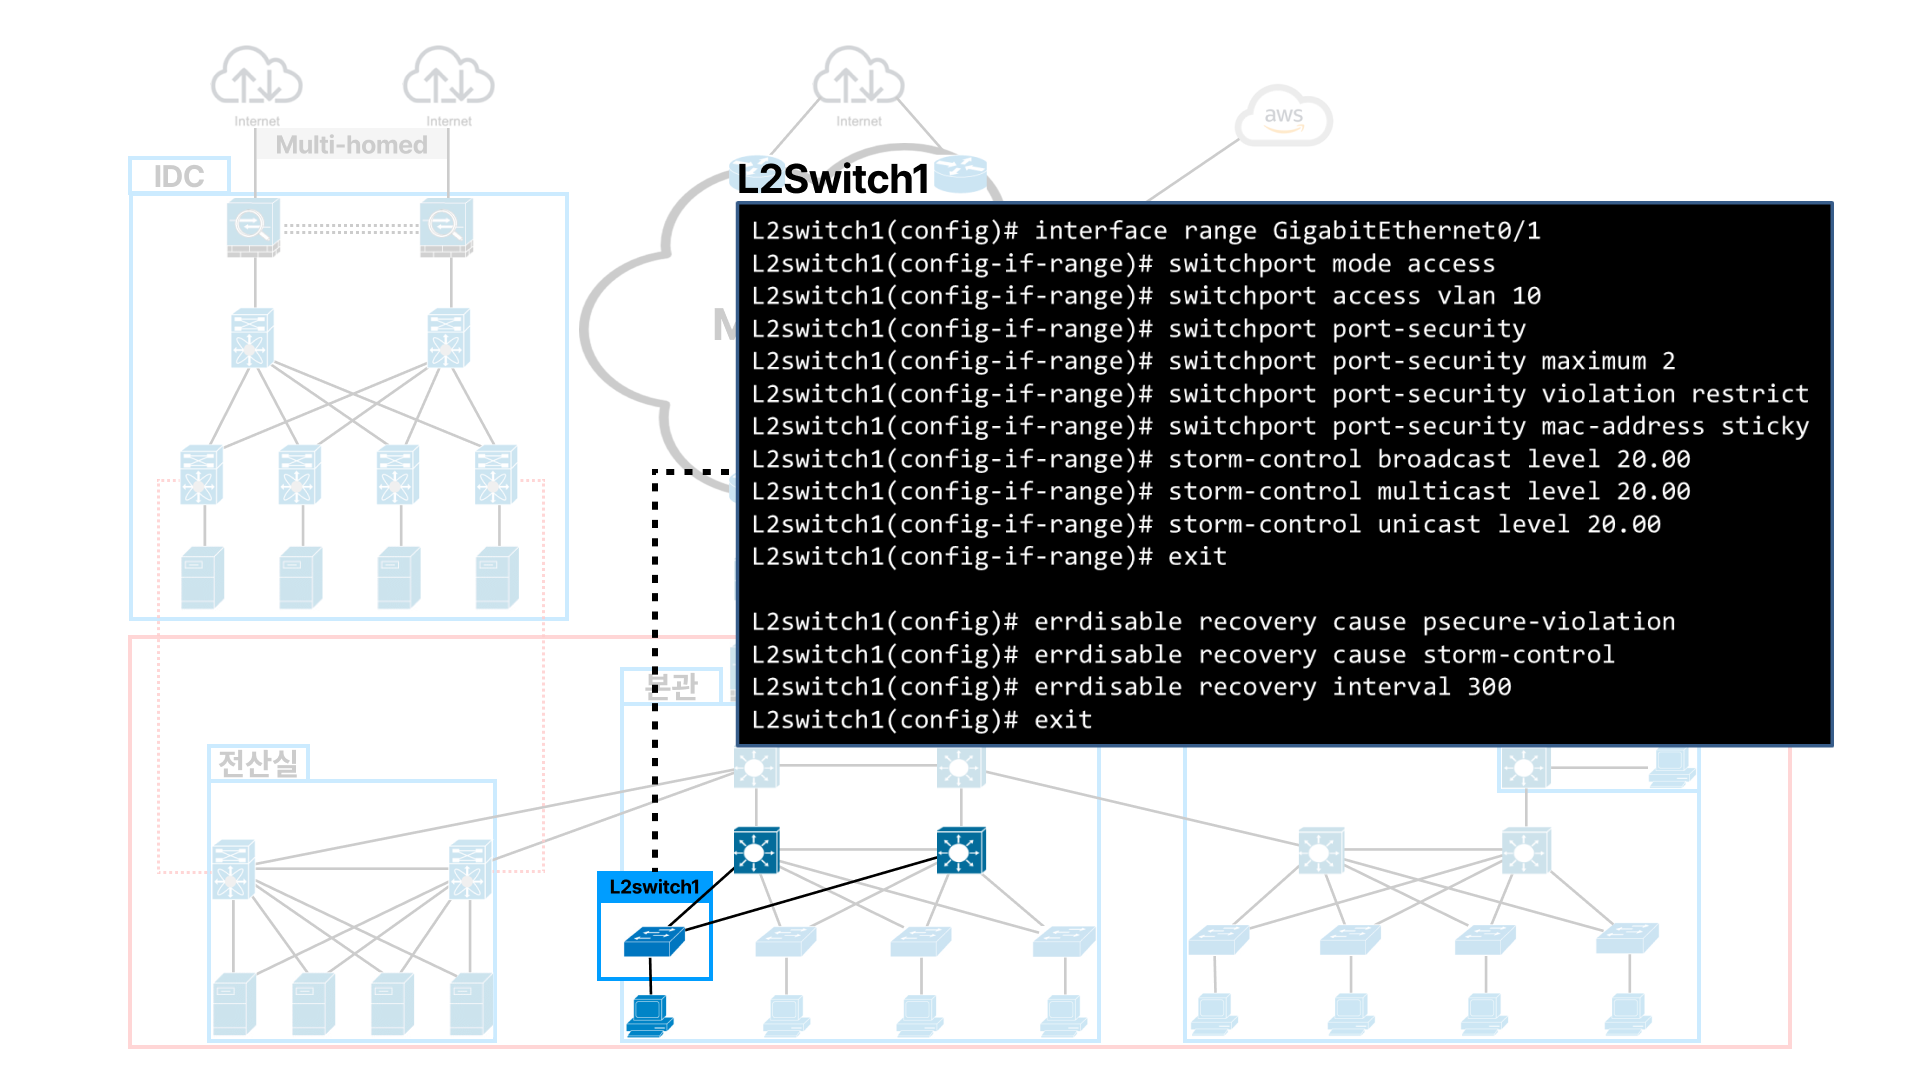 Internet
Internet
Internet
aws
Multi-homed
IDC
L2Switch1
L2switch1(config)# interface range GigabitEthernet0/1
L2switch1(config-if-range)# switchport mode access
L2switch1(config-if-range)# switchport access vlan 10
L2switch1(config-if-range)# switchport port-security
L2switch1(config-if-range)# switchport port-security maximum 2
L2switch1(config-if-range)# switchport port-security violation restrict
L2switch1(config-if-range)# switchport port-security mac-address sticky
L2switch1(config-if-range)# storm-control broadcast level 20.00
L2switch1(config-if-range)# storm-control multicast level 20.00
L2switch1(config-if-range)# storm-control unicast level 20.00
L2switch1(config-if-range)# exit
L2switch1(config)# errdisable recovery cause psecure-violation
L2switch1(config)# errdisable recovery cause storm-control
L2switch1(config)# errdisable recovery interval 300
L2switch1(config)# exit
본관
전산실
L2switch1